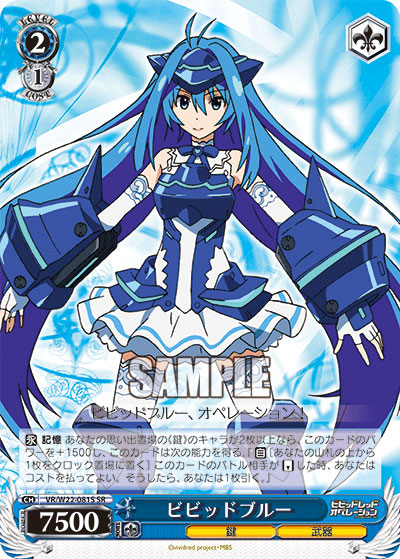 LEVEL
2
1
COST
SAMPLE
ビビッドブルー、オペレーション！
永 記憶 あなたの思い出置場の《鍵》のキャラが2枚以上なら、このカードのパ
ワーを＋1500し、このカードは次の能力を得る。「自［あなたの山札の上から
1枚をクロック置場に置く］このカードのバトル相手が した時、あなたは
コストを払ってよい。そうしたら、あなたは1枚引く。」
CH VR/W22-081S SR
7500
ビビッドブルー
ビビッドレッド
オペレーション
鍵
武器
©vividred project・MBS